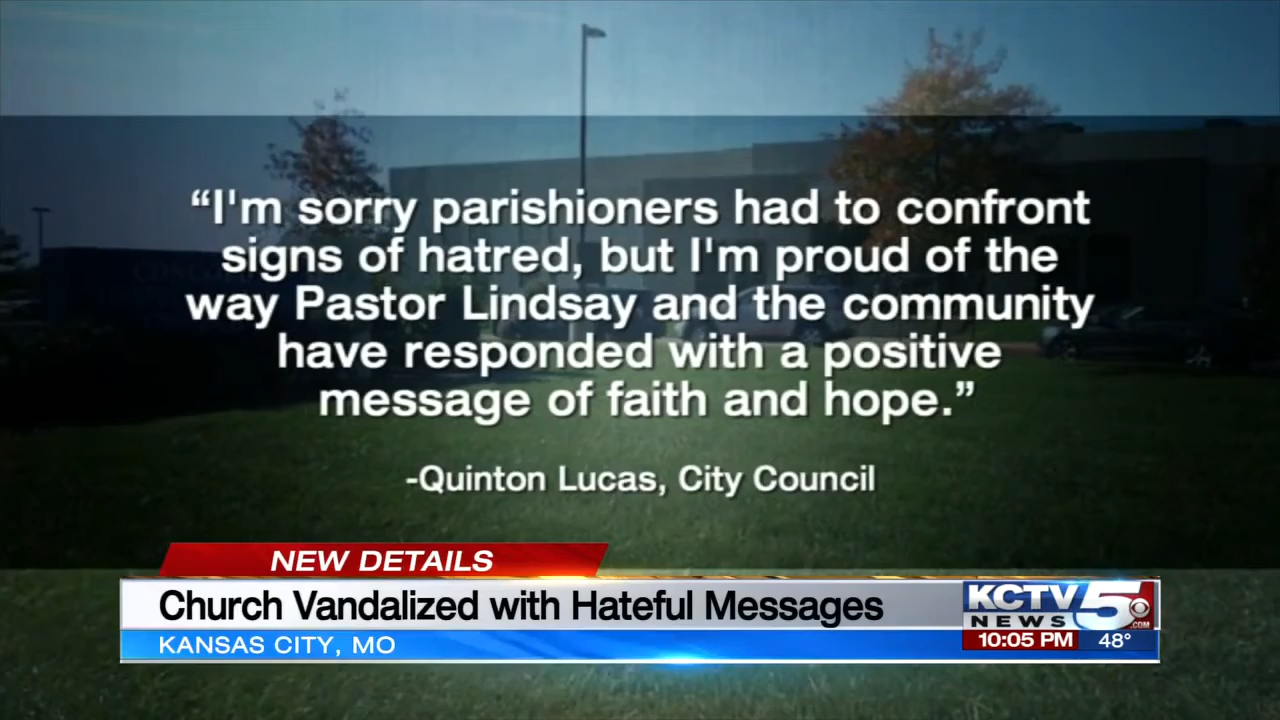 “I'm sorry parishioners had to confront
signs of hatred, but I'm proud of the
way Pastor Lindsay and the community
have responded with a positive
message of faith and hope.”
-Quinton Lucas, City Council
NEW DETAILS
Church Vandalized with Hateful Messages
KANSAS CITY, MO
KCTV5
NEWS .COM
10:05 PM 48°